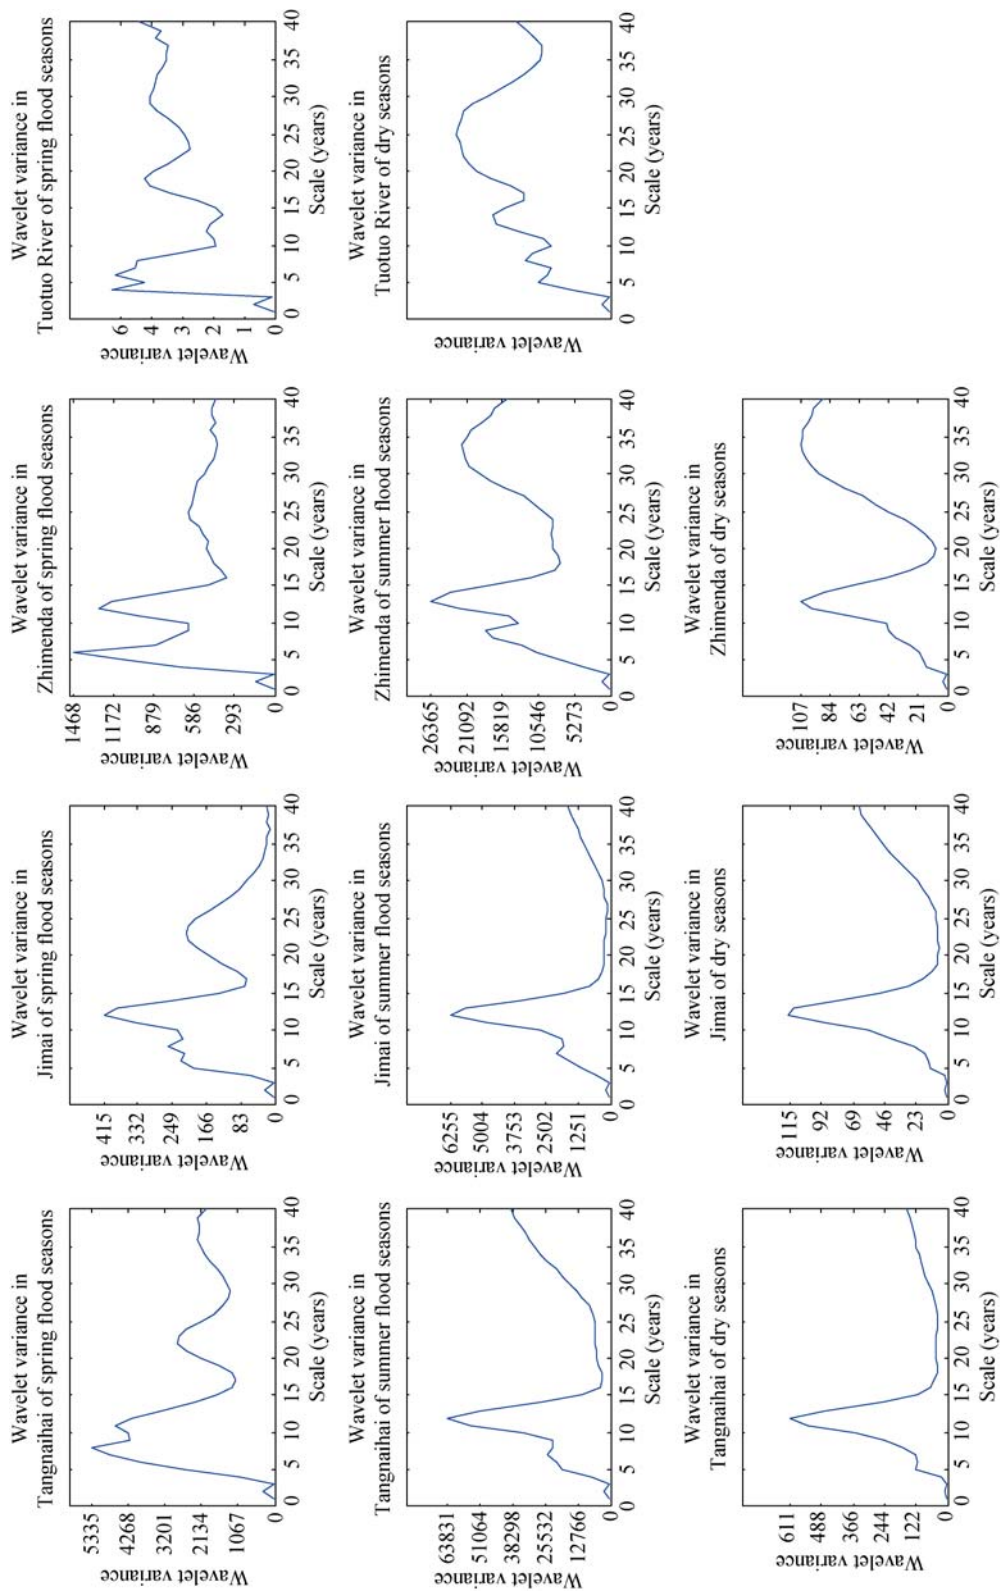 Wavelet variance in
Tangnaihai of spring flood seasons
Wavelet variance
5335
4268
3201
2134
1067
0
0 5 10 15 20 25 30 35 40
Scale (years)
Wavelet variance in
Jimai of spring flood seasons
Wavelet variance
415
332
249
166
83
0
0 5 10 15 20 25 30 35 40
Scale (years)
Wavelet variance in
Zhimenda of spring flood seasons
Wavelet variance
1468
1172
879
586
293
0
0 5 10 15 20 25 30 35 40
Scale (years)
Wavelet variance in
Tuotuo River of spring flood seasons
Wavelet variance
6
4
3
2
1
0
0 5 10 15 20 25 30 35 40
Scale (years)
Wavelet variance in
Tangnaihai of summer flood seasons
Wavelet variance
63831
51064
38298
25532
12766
0
0 5 10 15 20 25 30 35 40
Scale (years)
Wavelet variance in
Jimai of summer flood seasons
Wavelet variance
6255
5004
3753
2502
1251
0
0 5 10 15 20 25 30 35 40
Scale (years)
Wavelet variance in
Zhimenda of summer flood seasons
Wavelet variance
26365
21092
15819
10546
5273
0
0 5 10 15 20 25 30 35 40
Scale (years)
Wavelet variance in
Tuotuo River of dry seasons
Wavelet variance
0
0 5 10 15 20 25 30 35 40
Scale (years)
Wavelet variance in
Tangnaihai of dry seasons
Wavelet variance
611
488
366
244
122
0
0 5 10 15 20 25 30 35 40
Scale (years)
Wavelet variance in
Jimai of dry seasons
Wavelet variance
115
92
69
46
23
0
0 5 10 15 20 25 30 35 40
Scale (years)
Wavelet variance in
Zhimenda of dry seasons
Wavelet variance
107
84
63
42
21
0
0 5 10 15 20 25 30 35 40
Scale (years)